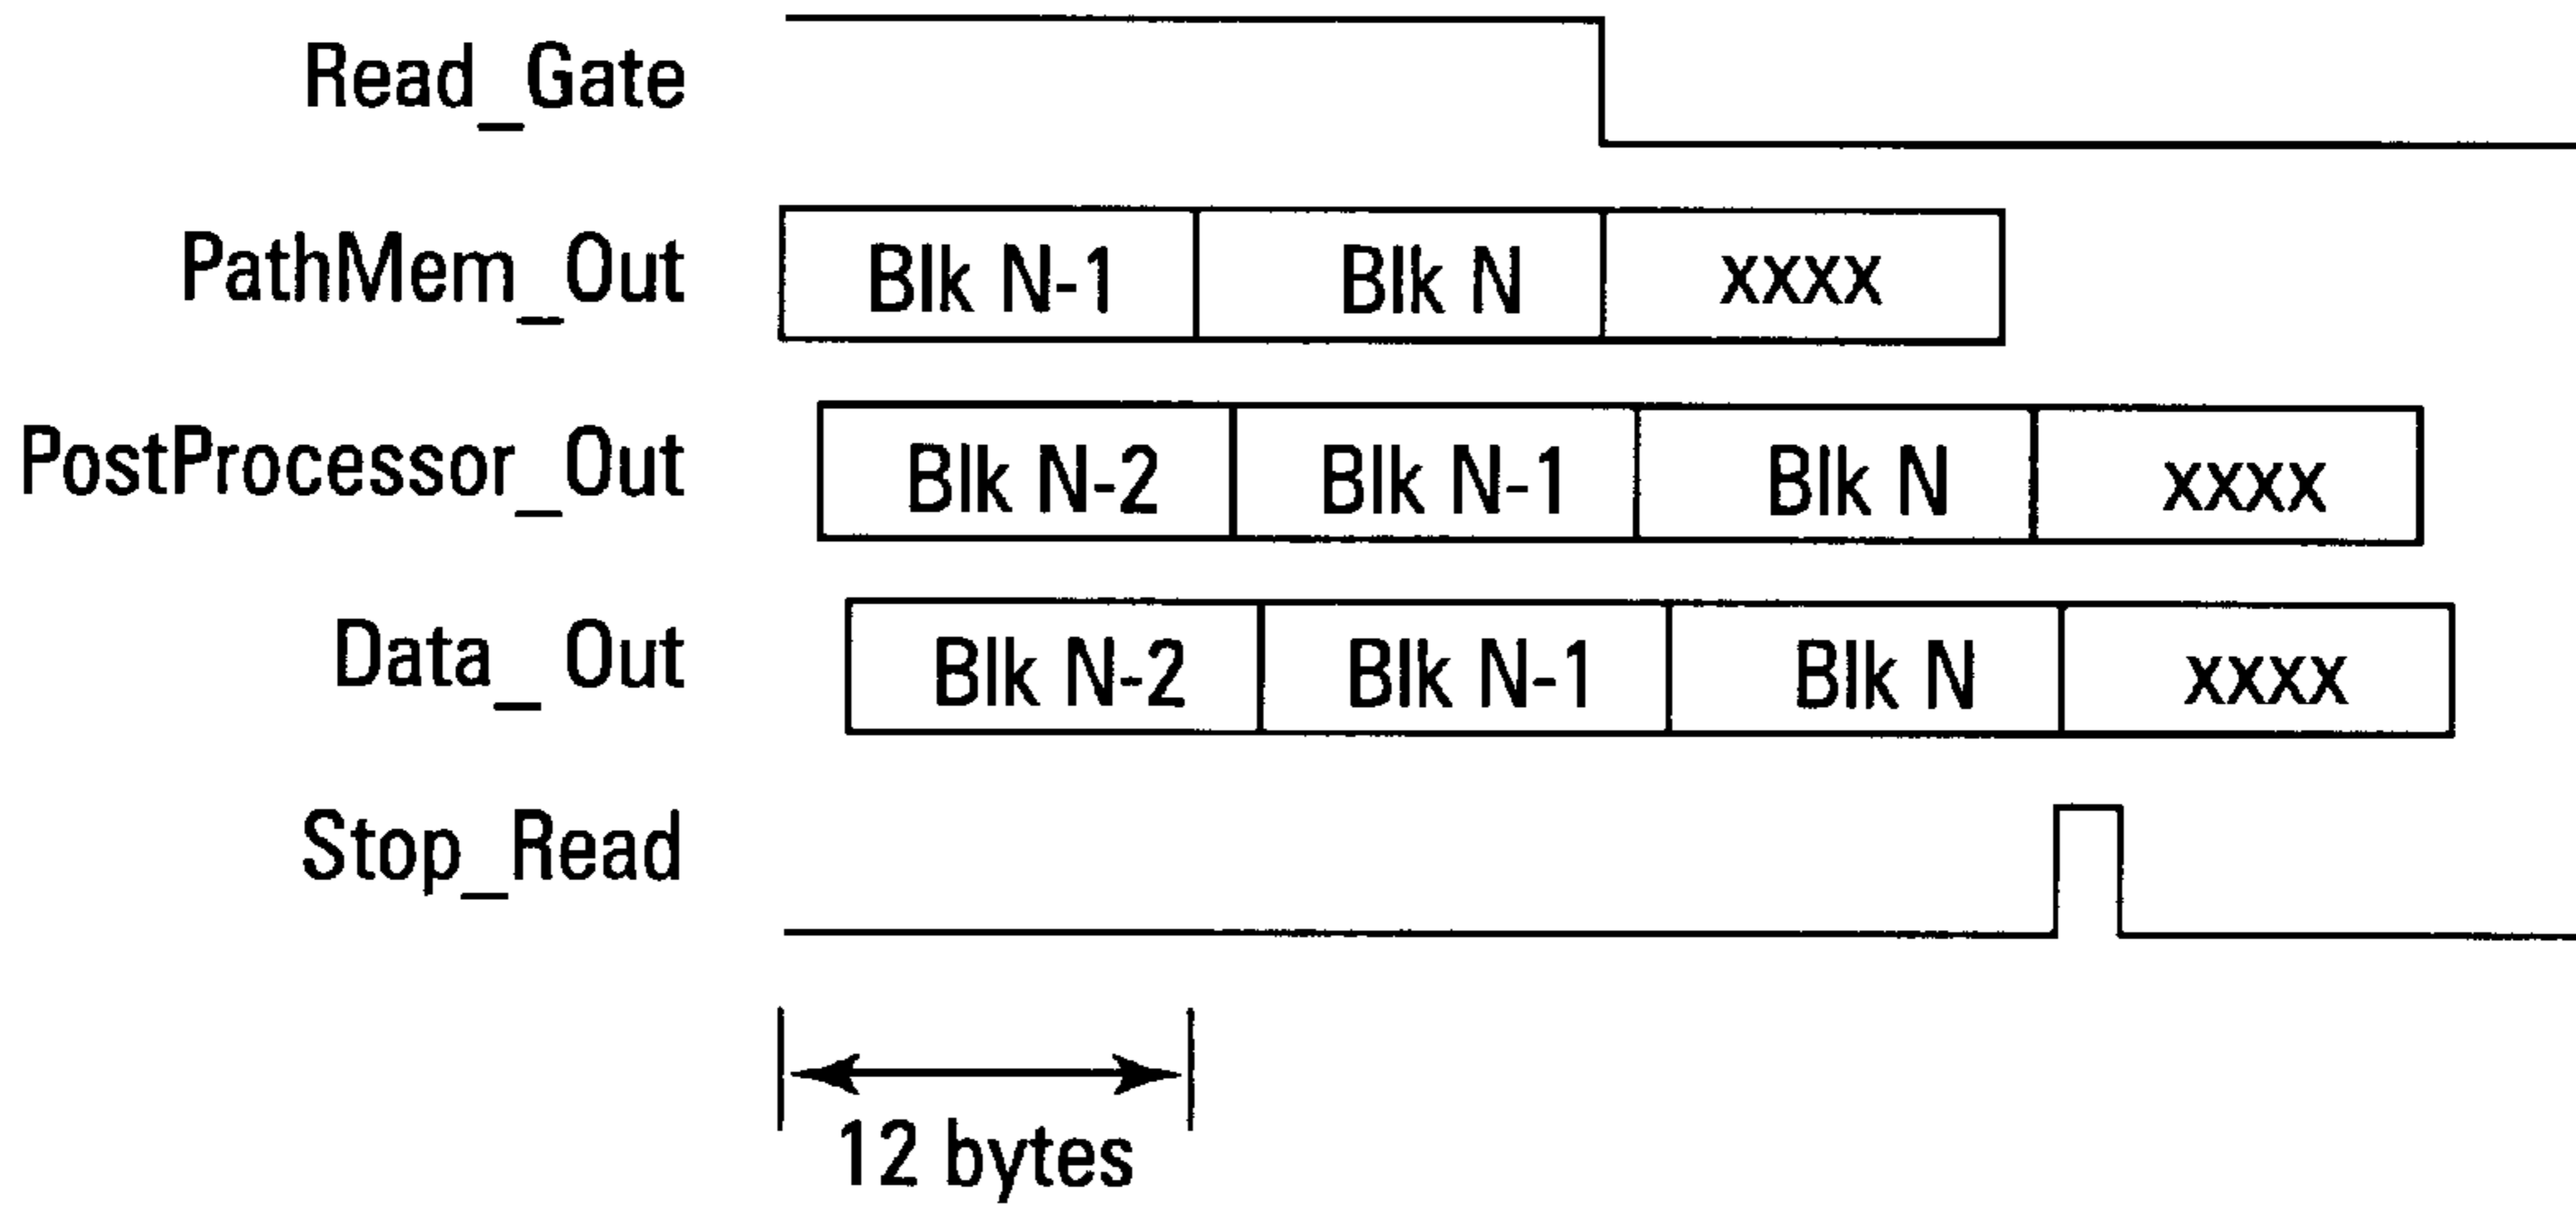 Read_Gate
PathMem_Out Blk N-1 Blk N xxxx
PostProcessor_Out Blk N-2 Blk N-1 Blk N xxxx
Data_ Out Blk N-2 Blk N-1 Blk N xxxx
Stop_Read
12 bytes